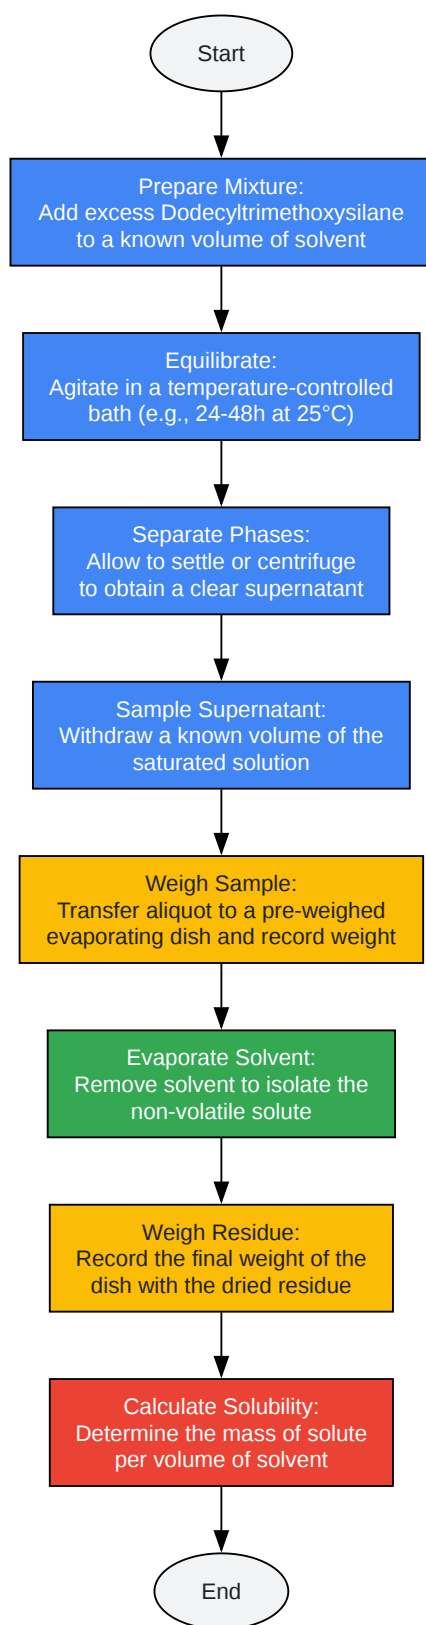 Start
Prepare Mixture:
Add excess Dodecyltrimethoxysilane
to a known volume of solvent
Equilibrate:
Agitate in a temperature-controlled
bath (e.g., 24-48h at 25°C)
Separate Phases:
Allow to settle or centrifuge
to obtain a clear supernatant
Sample Supernatant:
Withdraw a known volume of the
saturated solution
Weigh Sample:
Transfer aliquot to a pre-weighed
evaporating dish and record weight
Evaporate Solvent:
Remove solvent to isolate the
non-volatile solute
Weigh Residue:
Record the final weight of the
dish with the dried residue
Calculate Solubility:
Determine the mass of solute
per volume of solvent
End